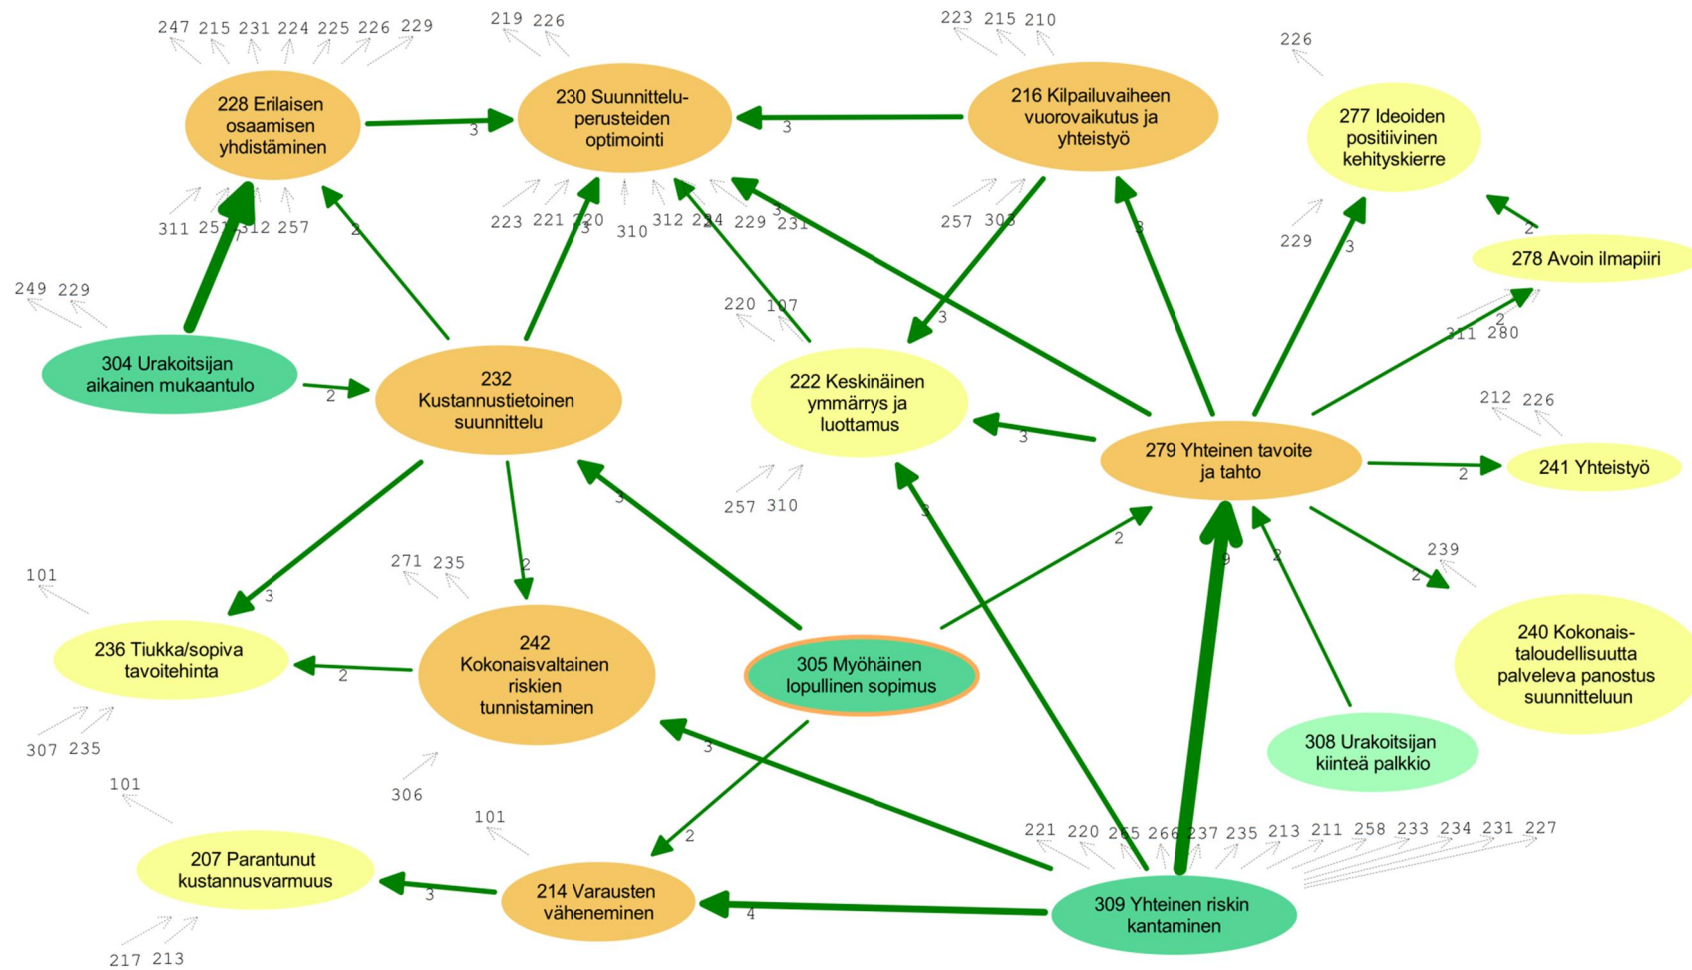 247 215 231 224 225 226 229
219 226
223 215 210
226
228 Erilaisen
osaamisen
yhdistäminen
3
230 Suunnittelu-
perusteiden
optimointi
3
216 Kilpailuvaiheen
vuorovaikutus ja
yhteistyö
277 Ideoiden
positiivinen
kehityskierre
311 251 312 257
7
2
223 221 220 310 312 224 229 231
3
2
3
257 303
3
3
229
3
2
278 Avoin ilmapiiri
311 280
2
249 229
304 Urakoitsijan
aikainen mukaantulo
2
232
Kustannustietoinen
suunnittelu
220 107
222 Keskinäinen
ymmärrys ja
luottamus
257 310
3
279 Yhteinen tavoite
ja tahto
2
212 226
241 Yhteistyö
3
2
3
3
2
9
2
2
239
101
236 Tiukka/sopiva
tavoitehinta
307 235
2
271 235
242
Kokonaisvaltainen
riskien
tunnistaminen
306
305 Myöhäinen
lopullinen sopimus
3
240 Kokonais-
taloudellisuutta
palveleva panostus
suunnitteluun
308 Urakoitsijan
kiinteä palkkio
101
207 Parantunut
kustannusvarmuus
217 213
3
101
2
214 Varausten
väheneminen
4
221 220 265 266 237 235 213 211 258 233 234 231 227
309 Yhteinen riskin
kantaminen